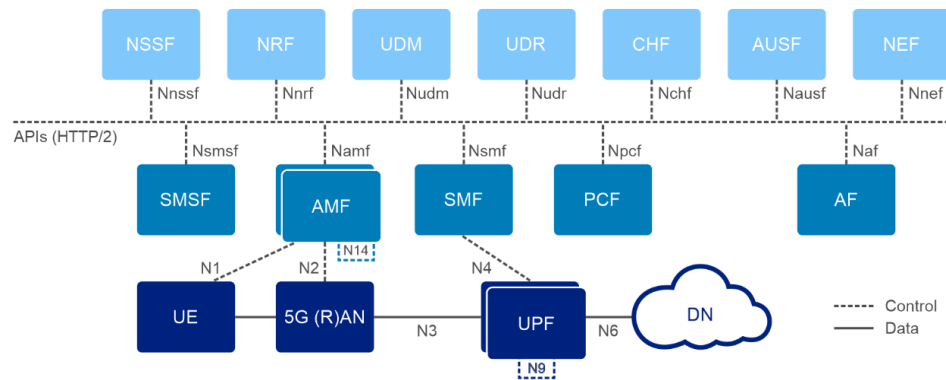 NSSF NRF UDM UDR CHF AUSF NEF
Nnssf Nnrf Nudm Nudr Nchf Nausf Nnef
APIs (HTTP/2)
Nsmsf Namf Nsmf Npcf Naf
SMSF AMF SMF PCF AF
N14
N1 N2 N4
UE 5G (R)AN UPF DN
N3 N6
N9
Control
Data